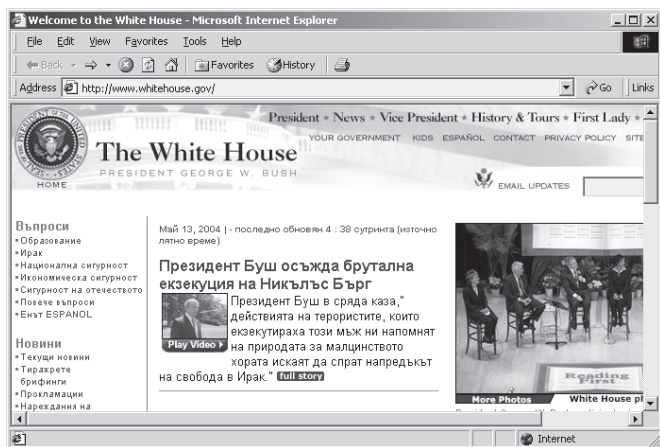 Welcome to the White House - Microsoft Internet Explorer
File Edit View Favorites Tools Help
Back Favorites History
Address http://www.whitehouse.gov/ Go Links
President ★ News ★ Vice President ★ History & Tours ★ First Lady ★
YOUR GOVERNMENT KIDS ESPAÑOL CONTACT PRIVACY POLICY SITE
The White House
PRESIDENT GEORGE W. BUSH
HOME
EMAIL UPDATES
Въпроси
Образование
Ирак
Национална сигурност
Икономическа сигурност
Сигурност на отечеството
Повече въпроси
Енът ESPANOL
Новини
Текущи новини
Тирахрете
брифинги
Прокламации
Нареждания на
Май 13, 2004 | - последно обновян 4 : 38 сутринта (източно
лятно време)
Президент Буш осъжда брутална
екзекуция на Никълъс Бърг
Президент Буш в сряда каза,"
действията на терористите, които
екзекутираха този мъж ни напомнят
на природата за малцинството
хората искаят да спрат напредъкът
на свобода в Ирак." full story
Play Video
Reading
First
More Photos White House ph
Internet